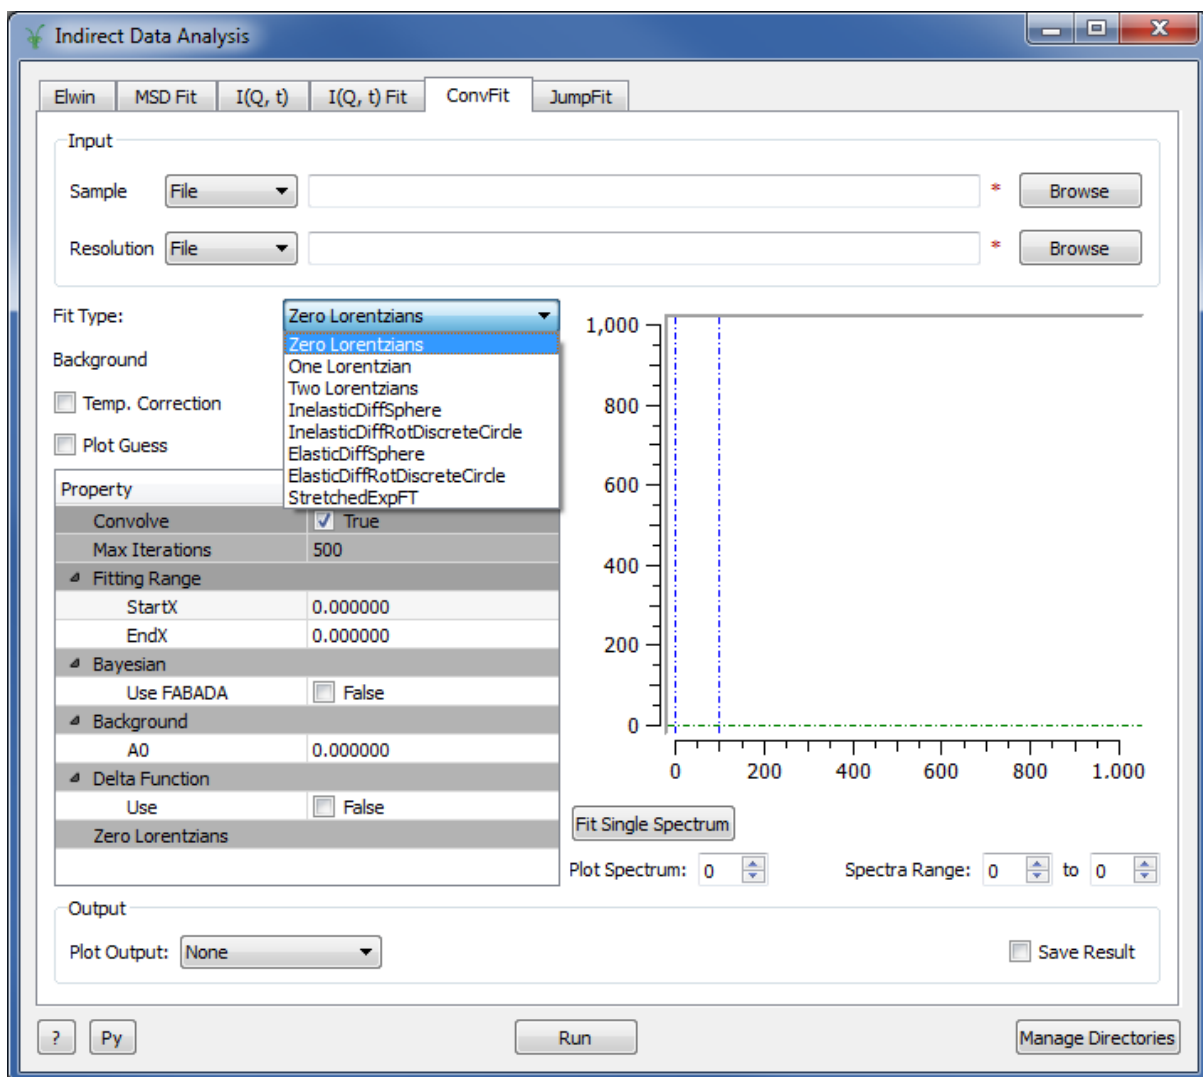 Indirect Data Analysis
Elwin MSD Fit I(Q, t) I(Q, t) Fit ConvFit JumpFit
Input
Sample File * Browse
Resolution File * Browse
Fit Type: Zero Lorentzians
Zero Lorentzians
One Lorentzian
Two Lorentzians
InelasticDiffSphere
InelasticDiffRotDiscreteCircle
ElasticDiffSphere
ElasticDiffRotDiscreteCircle
StretchedExpFT
Background
Temp. Correction
Plot Guess
Property
Convolve True
Max Iterations 500
Fitting Range
StartX 0.000000
EndX 0.000000
Bayesian
Use FABADA False
Background
A0 0.000000
Delta Function
Use False
Zero Lorentzians
1,000
800
600
400
200
0
0 200 400 600 800 1.000
Fit Single Spectrum
Plot Spectrum: 0 Spectra Range: 0 to 0
Output
Plot Output: None Save Result
? Py Run Manage Directories